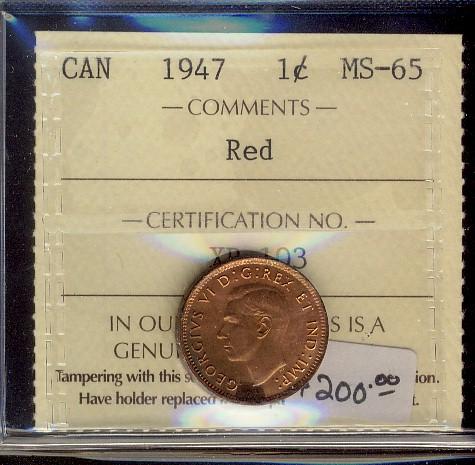 CAN 1947 1¢ MS-65
— COMMENTS —
Red
— CERTIFICATION NO. —
103
IN OU S IS A
GENU
Tampering with this s ion.
Have holder replaced t.
GEORGIVS VI D:G:REX ET IND:IMP:
200.00